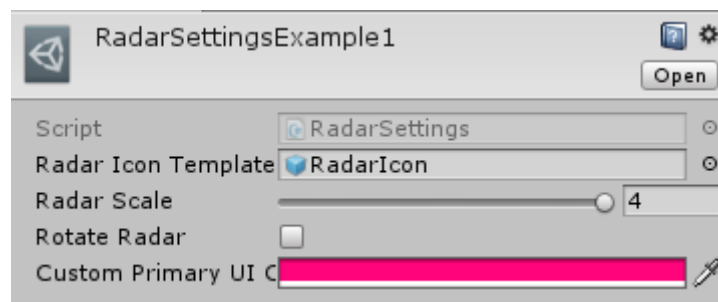 RadarSettingsExample1
Open
Script RadarSettings
Radar Icon Template RadarIcon
Radar Scale 4
Rotate Radar
Custom Primary UI C